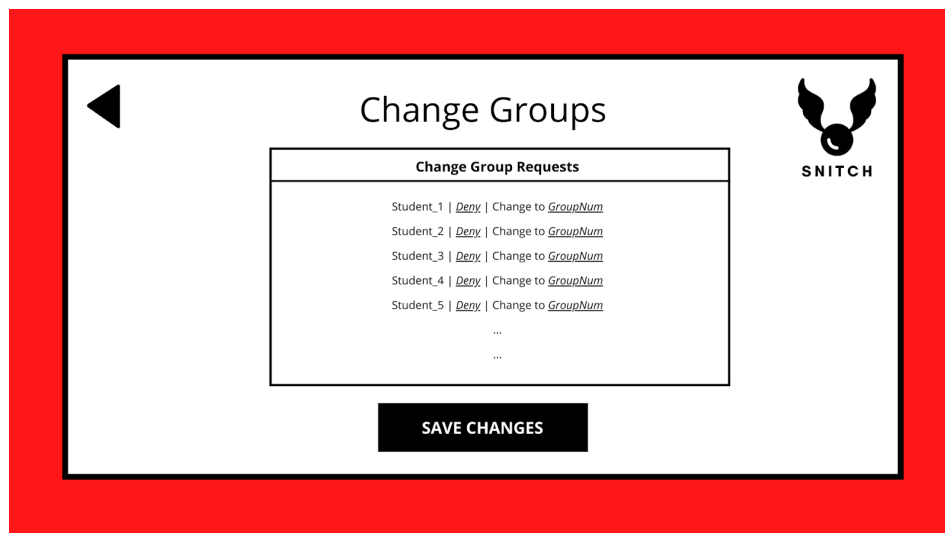 Change Groups
SNITCH
Change Group Requests
Student_1 | Deny | Change to GroupNum
Student_2 | Deny | Change to GroupNum
Student_3 | Deny | Change to GroupNum
Student_4 | Deny | Change to GroupNum
Student_5 | Deny | Change to GroupNum
...
...
SAVE CHANGES